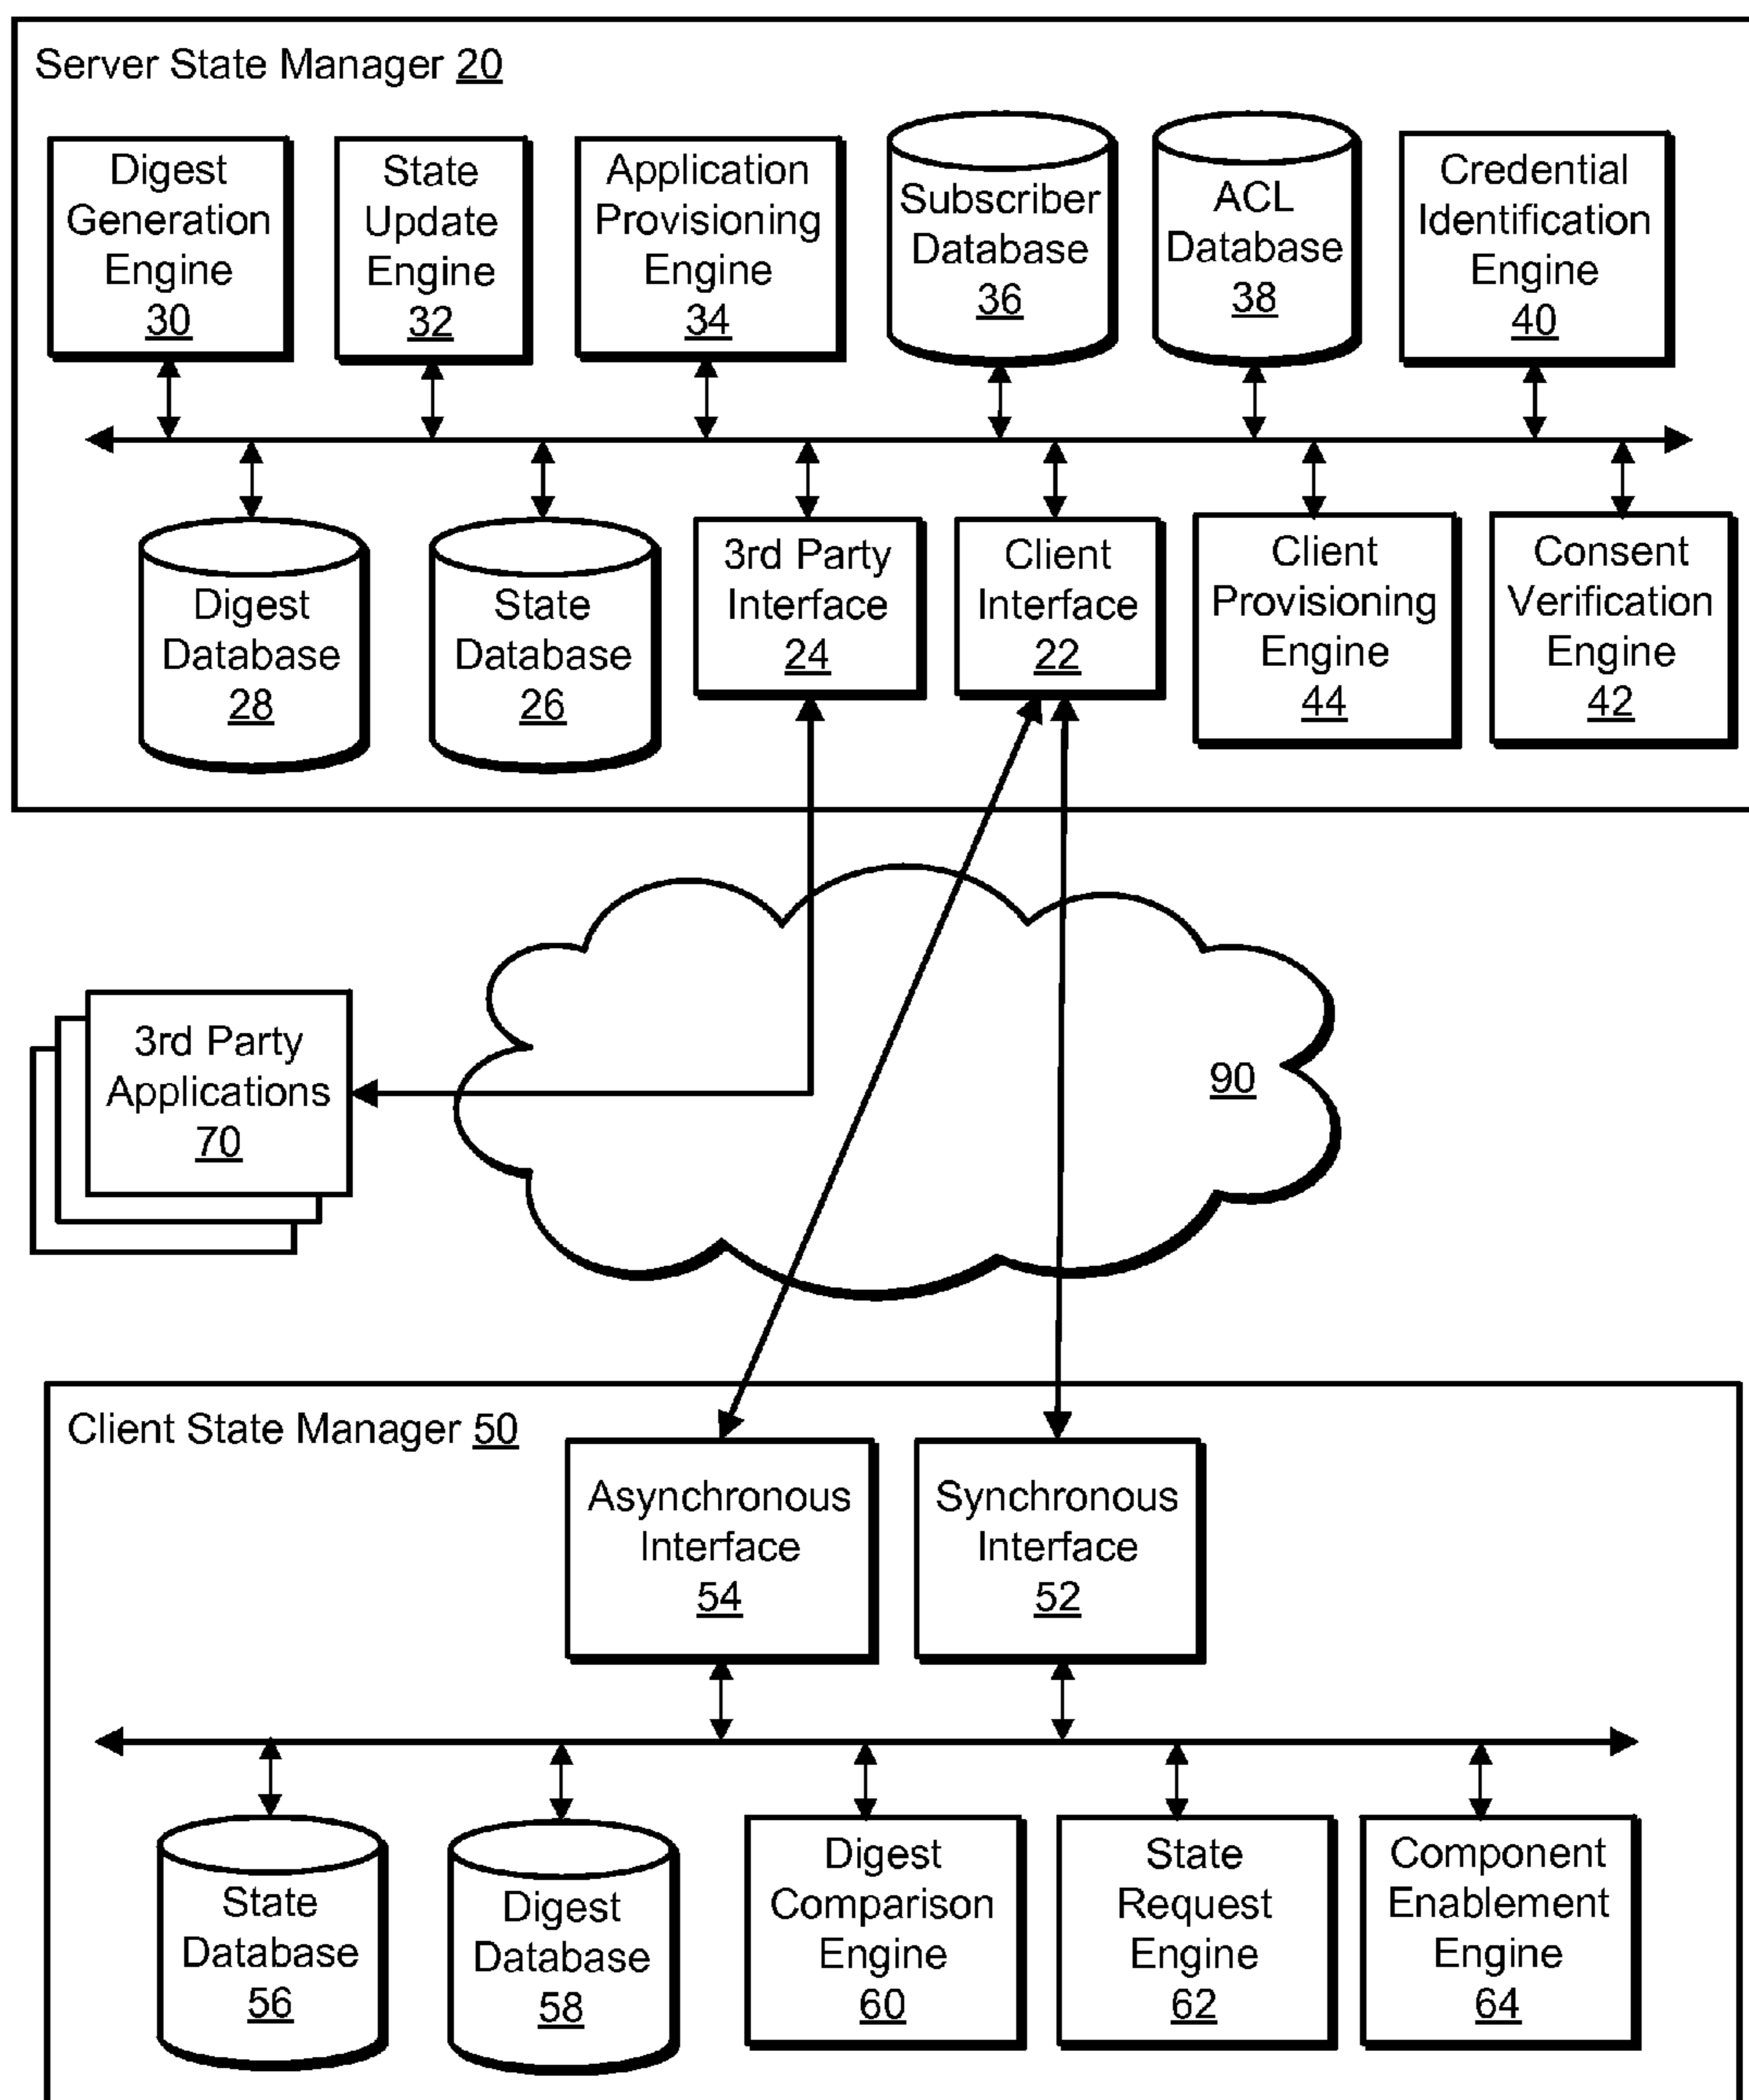 Server State Manager 20
Digest
Generation
Engine
30
State
Update
Engine
32
Application
Provisioning
Engine
34
Subscriber
Database
36
ACL
Database
38
Credential
Identification
Engine
40
Digest
Database
28
State
Database
26
3rd Party
Interface
24
Client
Interface
22
Client
Provisioning
Engine
44
Consent
Verification
Engine
42
3rd Party
Applications
70
90
Client State Manager 50
Asynchronous
Interface
54
Synchronous
Interface
52
State
Database
56
Digest
Database
58
Digest
Comparison
Engine
60
State
Request
Engine
62
Component
Enablement
Engine
64